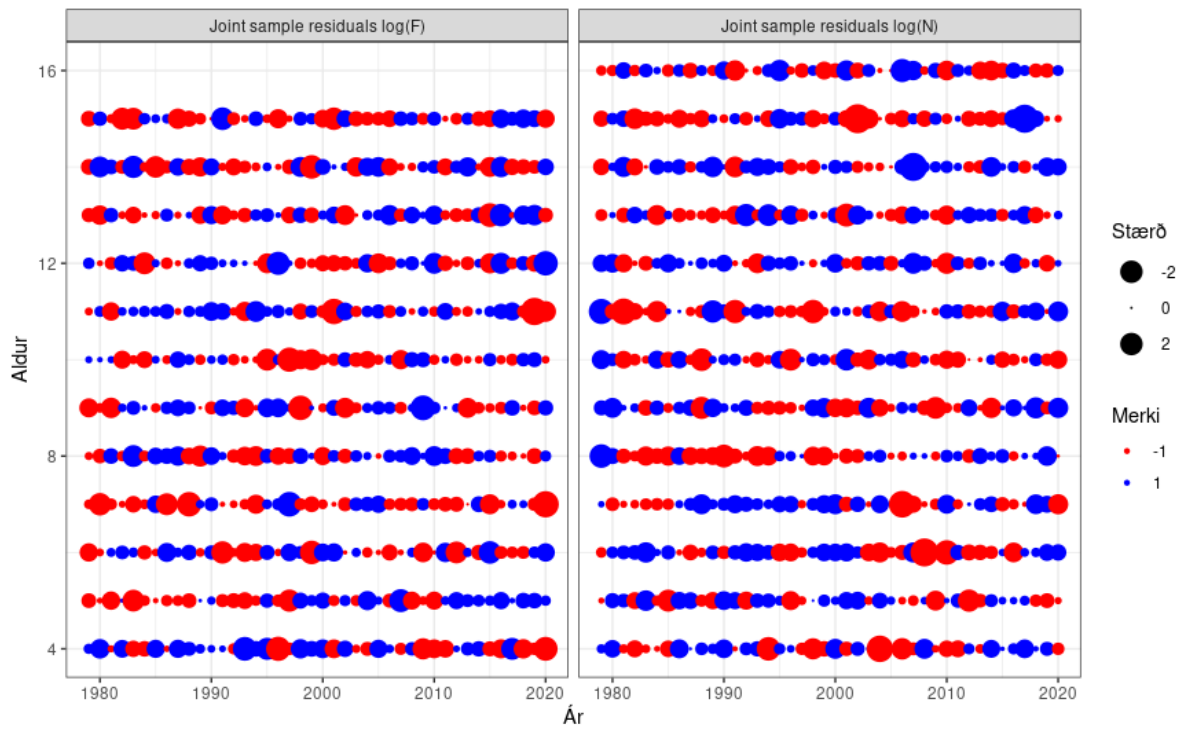 Joint sample residuals log(F)
Joint sample residuals log(N)
16
12
8
4
Aldur
1980 1990 2000 2010 2020
1980 1990 2000 2010 2020
Ár
Stærð
-2
0
2
Merki
-1
1